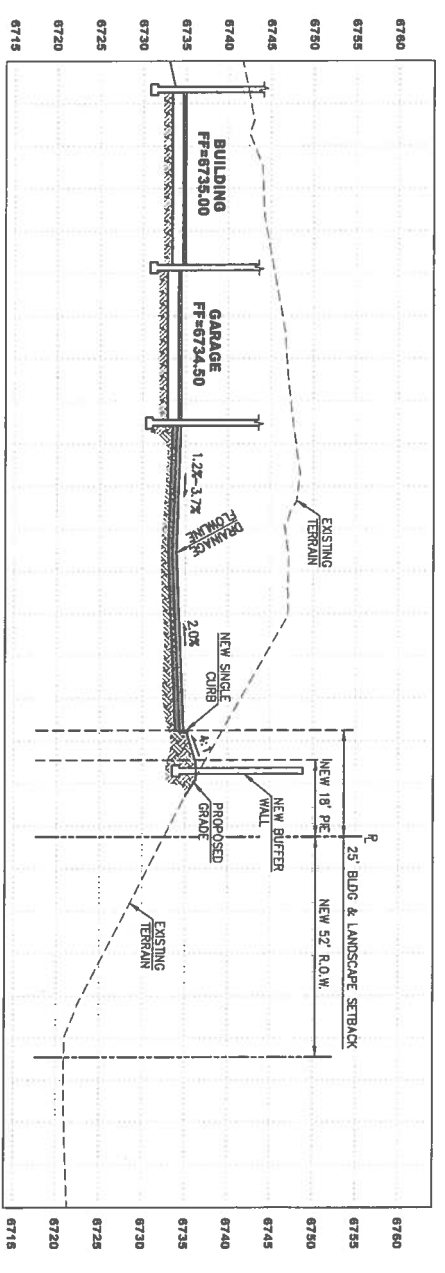 6760
6755
6750
6745
6740
6735
6730
6725
6720
6715
BUILDING
FF=6735.00
GARAGE
FF=6734.50
EXISTING
TERRAIN
1.2%-3.7%
DRAINAGE
FLOWLINE
2.0%
NEW SINGLE
CURB
4:1
NEW 18' PIE
NEW BUFFER
WALL
PROPOSED
GRADE
PL
25' BLDG & LANDSCAPE SETBACK
NEW 52' R.O.W.
EXISTING
TERRAIN
6760
6755
6750
6745
6740
6735
6730
6725
6720
6715